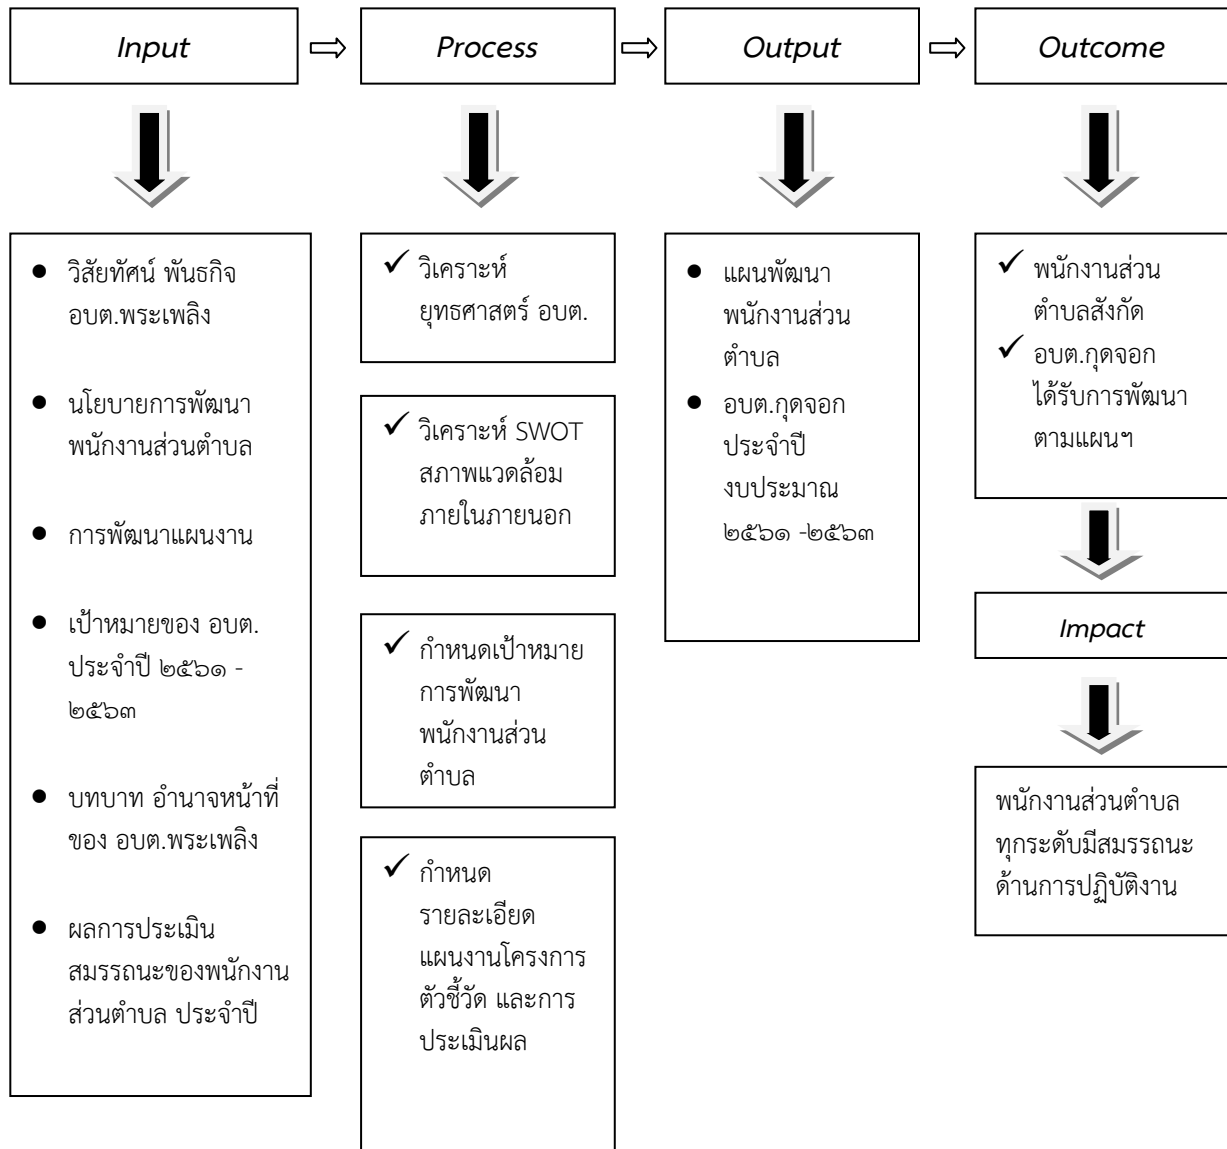 Input
Process
Output
Outcome
วิสัยทัศน์ พันธกิจ
อบต.พระเพลิง
นโยบายการพัฒนา
พนักงานส่วนตำบล
การพัฒนาแผนงาน
เป้าหมายของ อบต.
ประจำปี ๒๕๖๑ -
๒๕๖๓
บทบาท อำนาจหน้าที่
ของ อบต.พระเพลิง
ผลการประเมิน
สมรรถนะของพนักงาน
ส่วนตำบล ประจำปี
วิเคราะห์
ยุทธศาสตร์ อบต.
วิเคราะห์ SWOT
สภาพแวดล้อม
ภายในภายนอก
กำหนดเป้าหมาย
การพัฒนา
พนักงานส่วน
ตำบล
กำหนด
รายละเอียด
แผนงานโครงการ
ตัวชี้วัด และการ
ประเมินผล
แผนพัฒนา
พนักงานส่วน
ตำบล
อบต.กุดจอก
ประจำปี
งบประมาณ
๒๕๖๑ -๒๕๖๓
พนักงานส่วน
ตำบลสังกัด
อบต.กุดจอก
ได้รับการพัฒนา
ตามแผนฯ
Impact
พนักงานส่วนตำบล
ทุกระดับมีสมรรถนะ
ด้านการปฏิบัติงาน